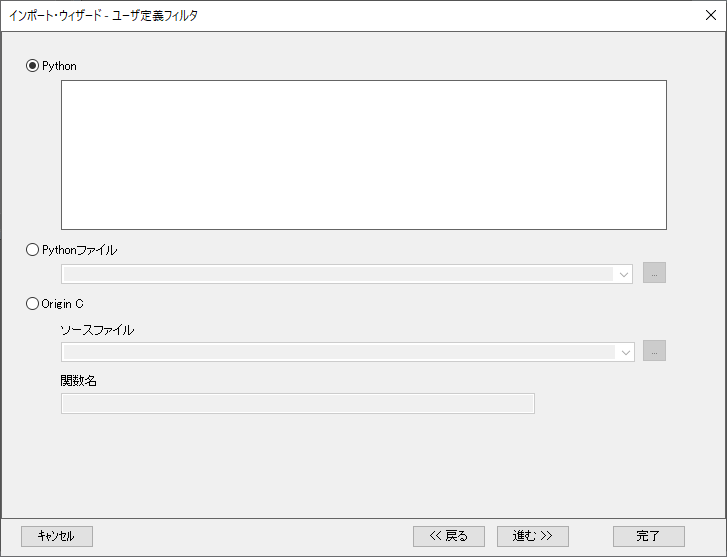 インポート・ウィザード - ユーザ定義フィルタ
Python
Pythonファイル
...
Origin C
ソースファイル
...
関数名
キャンセル
<< 戻る
進む >>
完了